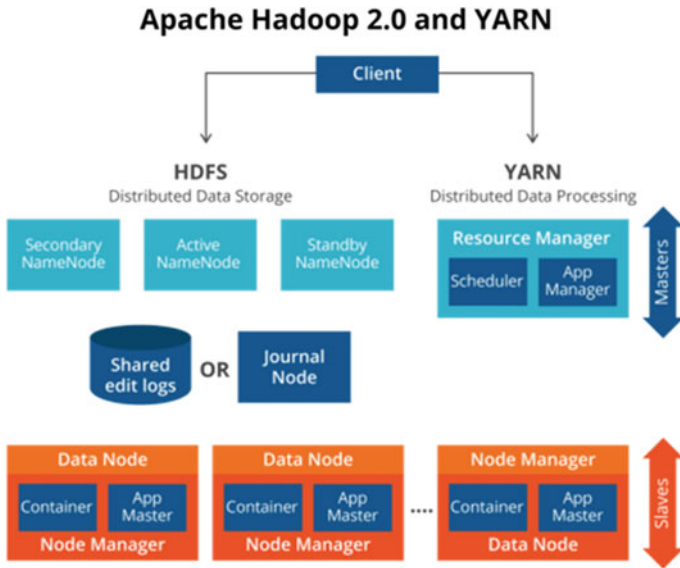 Apache Hadoop 2.0 and YARN
Client
HDFS
Distributed Data Storage
YARN
Distributed Data Processing
Secondary
NameNode
Active
NameNode
Standby
NameNode
Resource Manager
Scheduler
App
Manager
Masters
Shared
edit logs
OR
Journal
Node
Data Node
Container
App
Master
Node Manager
Data Node
Container
App
Master
Node Manager
....
Node Manager
Container
App
Master
Data Node
Slaves